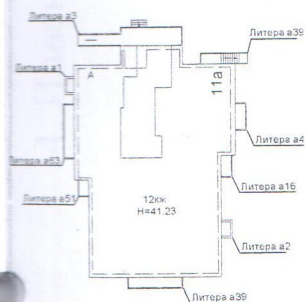 Литера а3
Литера а39
Литера а1
А
11а
Литера а4
Литера а53
Литера а16
Литера а51
12кж
Н=41.23
Литера а2
Литера а39